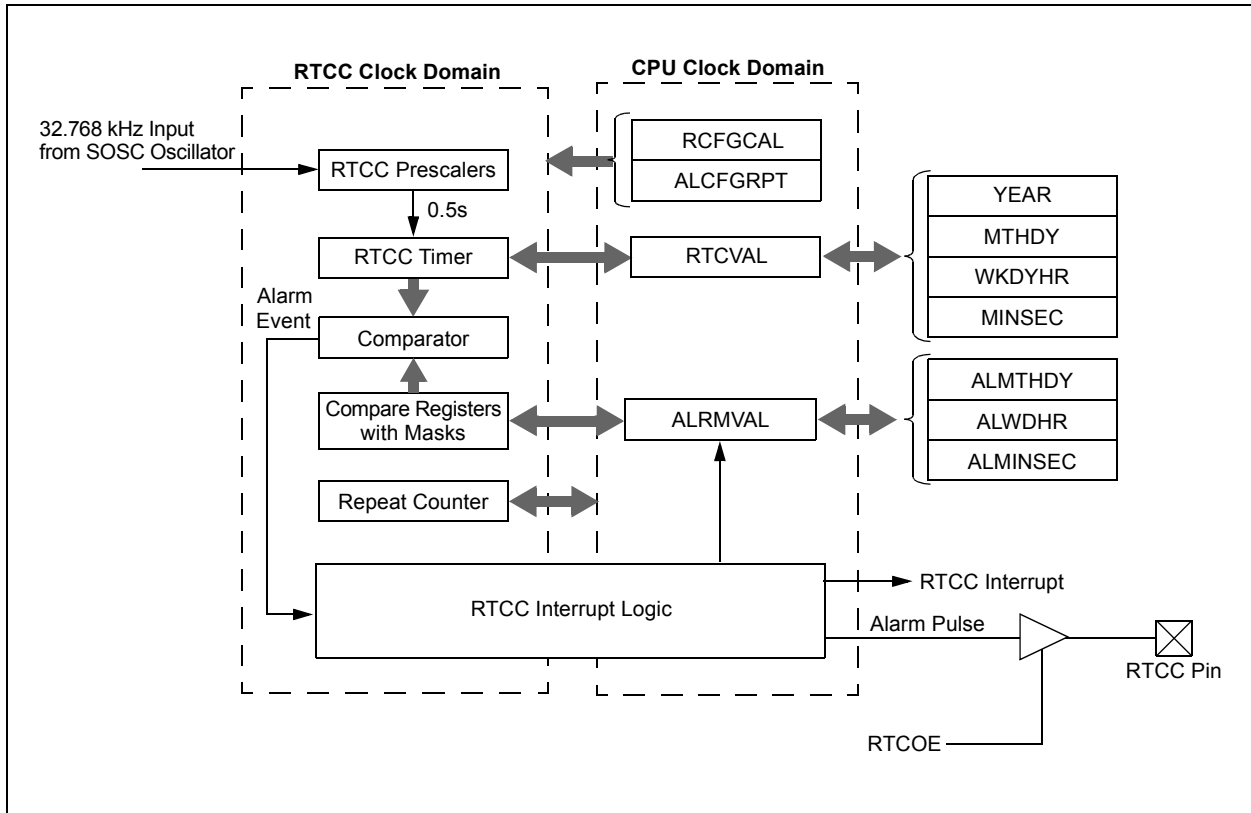 RTCC Clock Domain
CPU Clock Domain
32.768 kHz Input
from SOSC Oscillator
RTCC Prescalers
0.5s
RTCC Timer
Alarm
Event
Comparator
Compare Registers
with Masks
Repeat Counter
RCFGCAL
ALCFGRPT
RTCVAL
ALRMVAL
YEAR
MTHDY
WKDYHR
MINSEC
ALMTHDY
ALWDHR
ALMINSEC
RTCC Interrupt Logic
RTCC Interrupt
Alarm Pulse
RTCC Pin
RTCOE